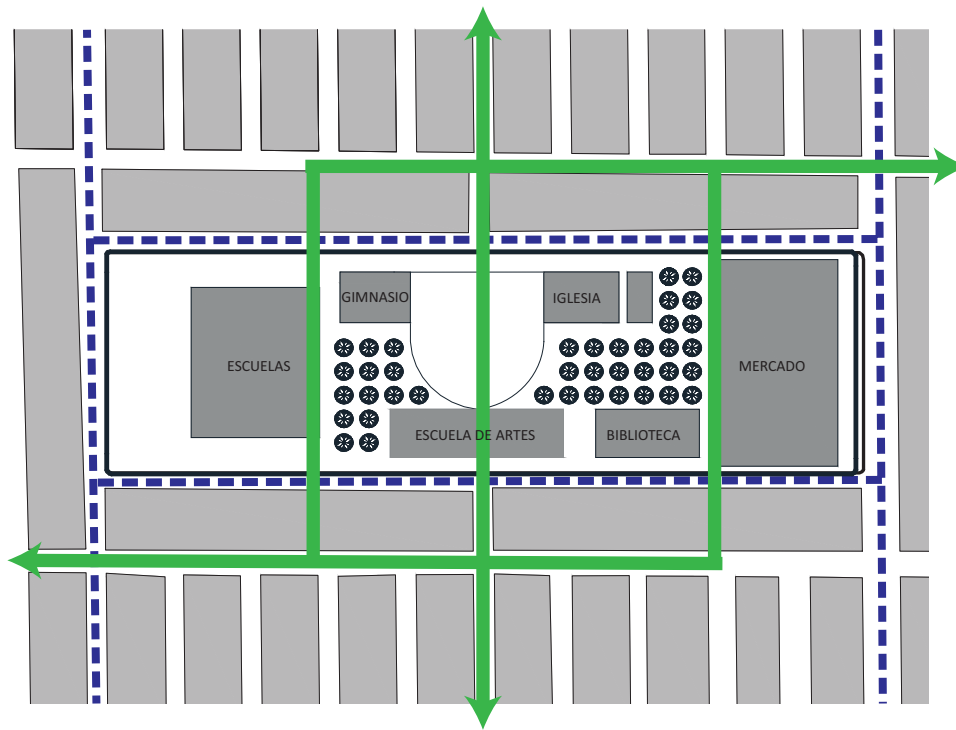 GIMNASIO
IGLESIA
ESCUELAS
MERCADO
ESCUELA DE ARTES
BIBLIOTECA